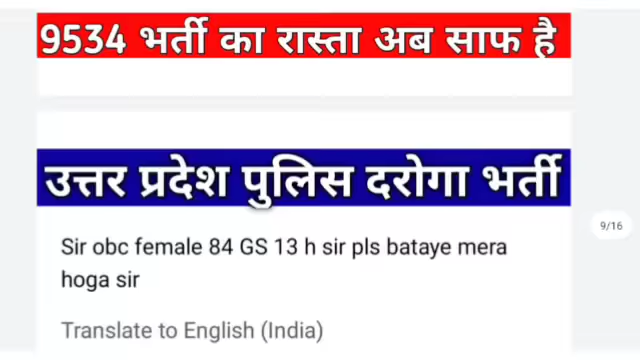 9534 भर्ती का रास्ता अब साफ है
उत्तर प्रदेश पुलिस दरोगा भर्ती
9/16
Sir obc female 84 GS 13 h sir pls bataye mera
hoga sir
Translate to English (India)